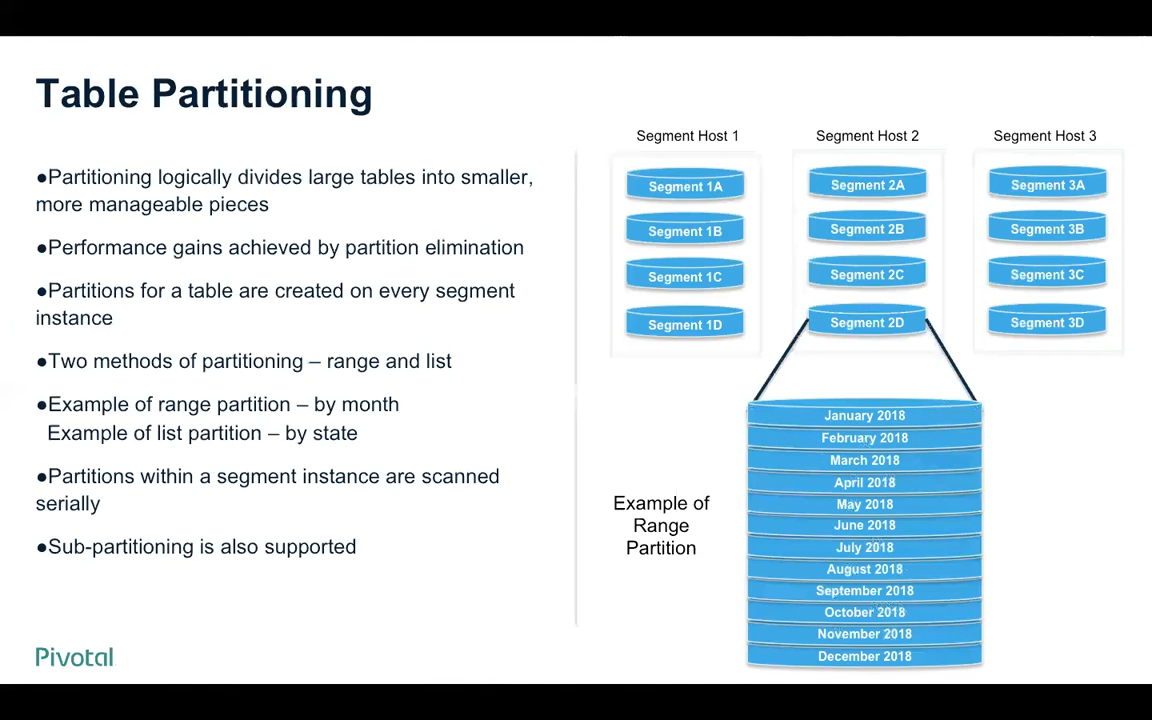 Table Partitioning
●Partitioning logically divides large tables into smaller,
more manageable pieces
●Performance gains achieved by partition elimination
●Partitions for a table are created on every segment
instance
●Two methods of partitioning – range and list
●Example of range partition – by month
Example of list partition – by state
●Partitions within a segment instance are scanned
serially
●Sub-partitioning is also supported
Pivotal
Segment Host 1
Segment 1A
Segment 1B
Segment 1C
Segment 1D
Segment Host 2
Segment 2A
Segment 2B
Segment 2C
Segment 2D
Segment Host 3
Segment 3A
Segment 3B
Segment 3C
Segment 3D
Example of
Range
Partition
January 2018
February 2018
March 2018
April 2018
May 2018
June 2018
July 2018
August 2018
September 2018
October 2018
November 2018
December 2018